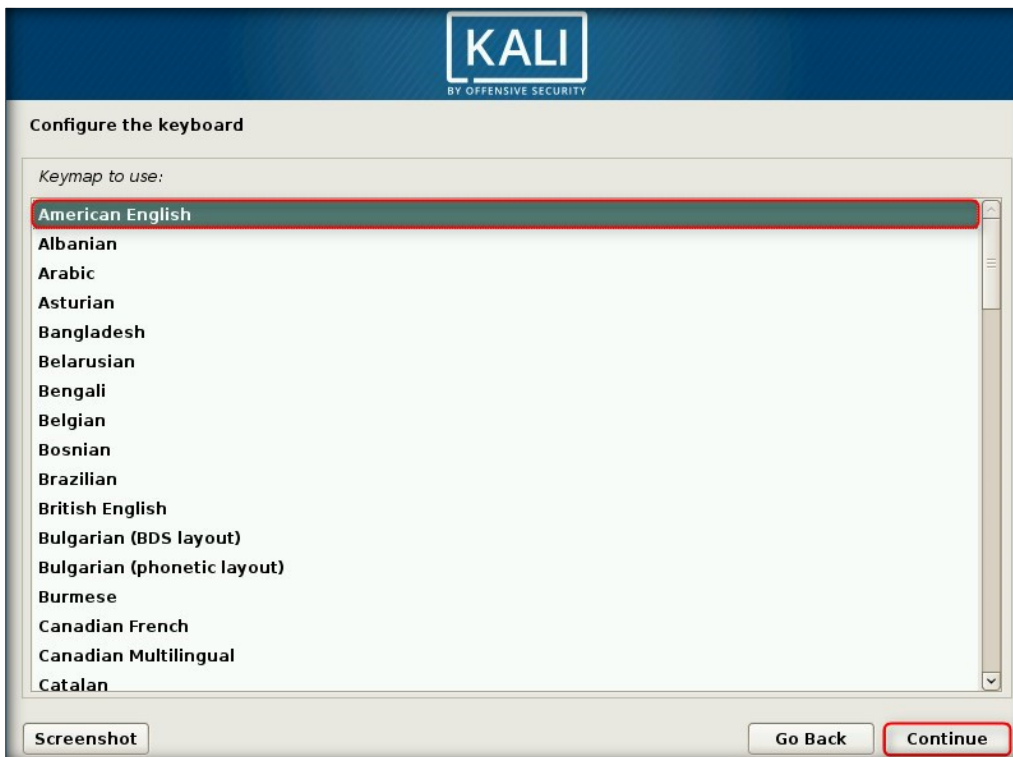 KALI
BY OFFENSIVE SECURITY
Configure the keyboard
Keymap to use:
American English
Albanian
Arabic
Asturian
Bangladesh
Belarusian
Bengali
Belgian
Bosnian
Brazilian
British English
Bulgarian (BDS layout)
Bulgarian (phonetic layout)
Burmese
Canadian French
Canadian Multilingual
Catalan
Screenshot Go Back Continue